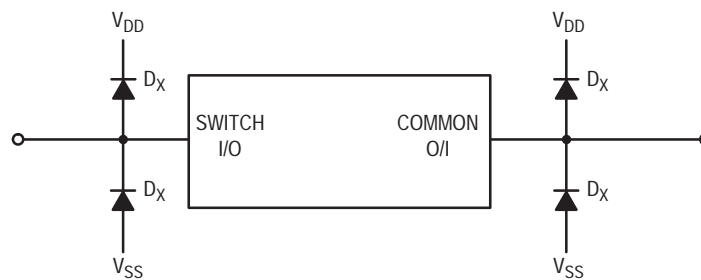 VDD
VDD
DX
DX
SWITCH
I/O
COMMON
O/I
DX
DX
VSS
VSS